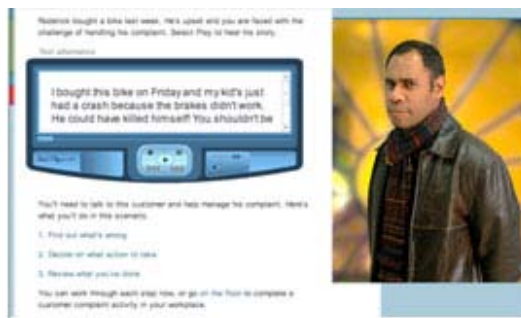 Roderick bought a bike last week. He's upset and you are faced with the
challenge of handling his complaint. Select Play to hear his story.
Text alternative
I bought this bike on Friday and my kid's just
had a crash because the brakes didn't work.
He could have killed himself! You shouldn't be
You'll need to talk to this customer and help manage his complaint. Here's
what you'll do in this scenario.
1. Find out what's wrong
2. Decide on what action to take
3. Review what you've done
You can work through each step now, or go on the floor to complete a
customer complaint activity in your workplace.